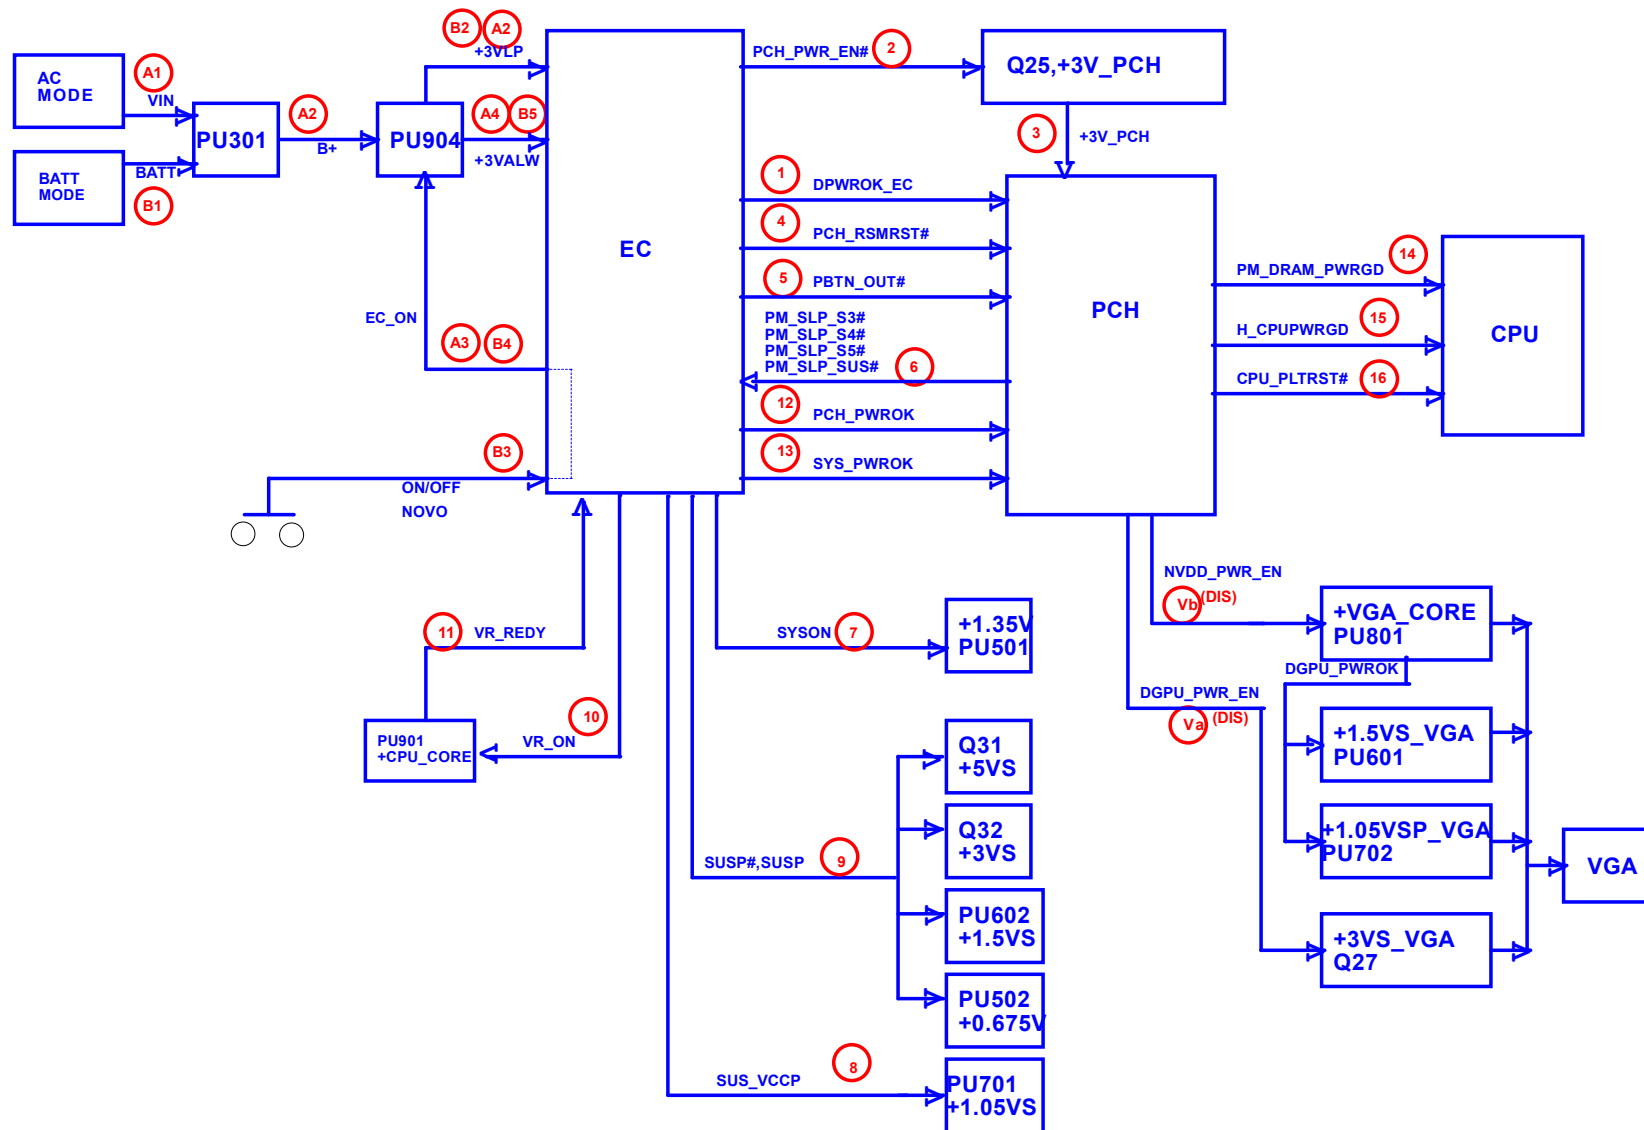 B2
A2
+3VLP
AC
MODE
A1
VIN
PU301
A2
B+
PU904
A4
B5
+3VALW
BATT
MODE
BATT
B1
EC
PCH_PWR_EN#
2
Q25,+3V_PCH
3
+3V_PCH
1
DPWROK_EC
4
PCH_RSMRST#
5
PBTN_OUT#
PM_SLP_S3#
PM_SLP_S4#
PM_SLP_S5#
PM_SLP_SUS#
6
12
PCH_PWROK
13
SYS_PWROK
PCH
PM_DRAM_PWRGD
14
H_CPUPWRGD
15
CPU_PLTRST#
16
CPU
EC_ON
A3
B4
B3
ON/OFF
NOVO
11
VR_REDY
10
VR_ON
PU901
+CPU_CORE
SYSON
7
+1.35V
PU501
Q31
+5VS
Q32
+3VS
SUSP#,SUSP
9
PU602
+1.5VS
PU502
+0.675V
SUS_VCCP
8
PU701
+1.05VS
NVDD_PWR_EN
Vb
(DIS)
+VGA_CORE
PU801
DGPU_PWROK
DGPU_PWR_EN
Va
(DIS)
+1.5VS_VGA
PU601
+1.05VSP_VGA
PU702
+3VS_VGA
Q27
VGA